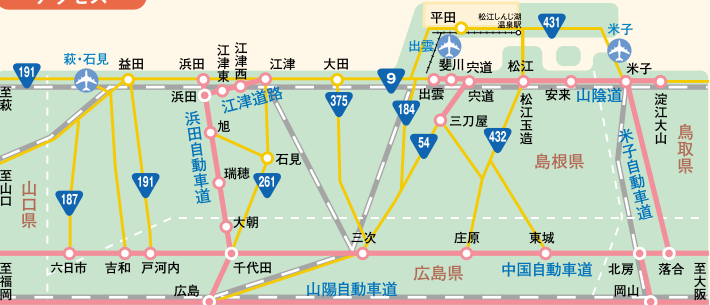 アクセス
平田
松江しんじ湖
温泉駅
431
米子
出雲
萩・石見
191
益田
浜田
江津東
江津西
江津
大田
9
斐川
宍道
松江
米子
至萩
浜田
江津道路
375
184
出雲
宍道
安来
山陰道
淀江大山
浜田自動車道
旭
54
三刀屋
432
松江玉造
米子自動車道
鳥取県
石見
島根県
至山口
山口県
187
191
瑞穂
261
大朝
三次
庄原
東城
六日市
吉和
戸河内
千代田
広島県
中国自動車道
北房
落合
至福岡
広島
山陽自動車道
岡山
至大阪